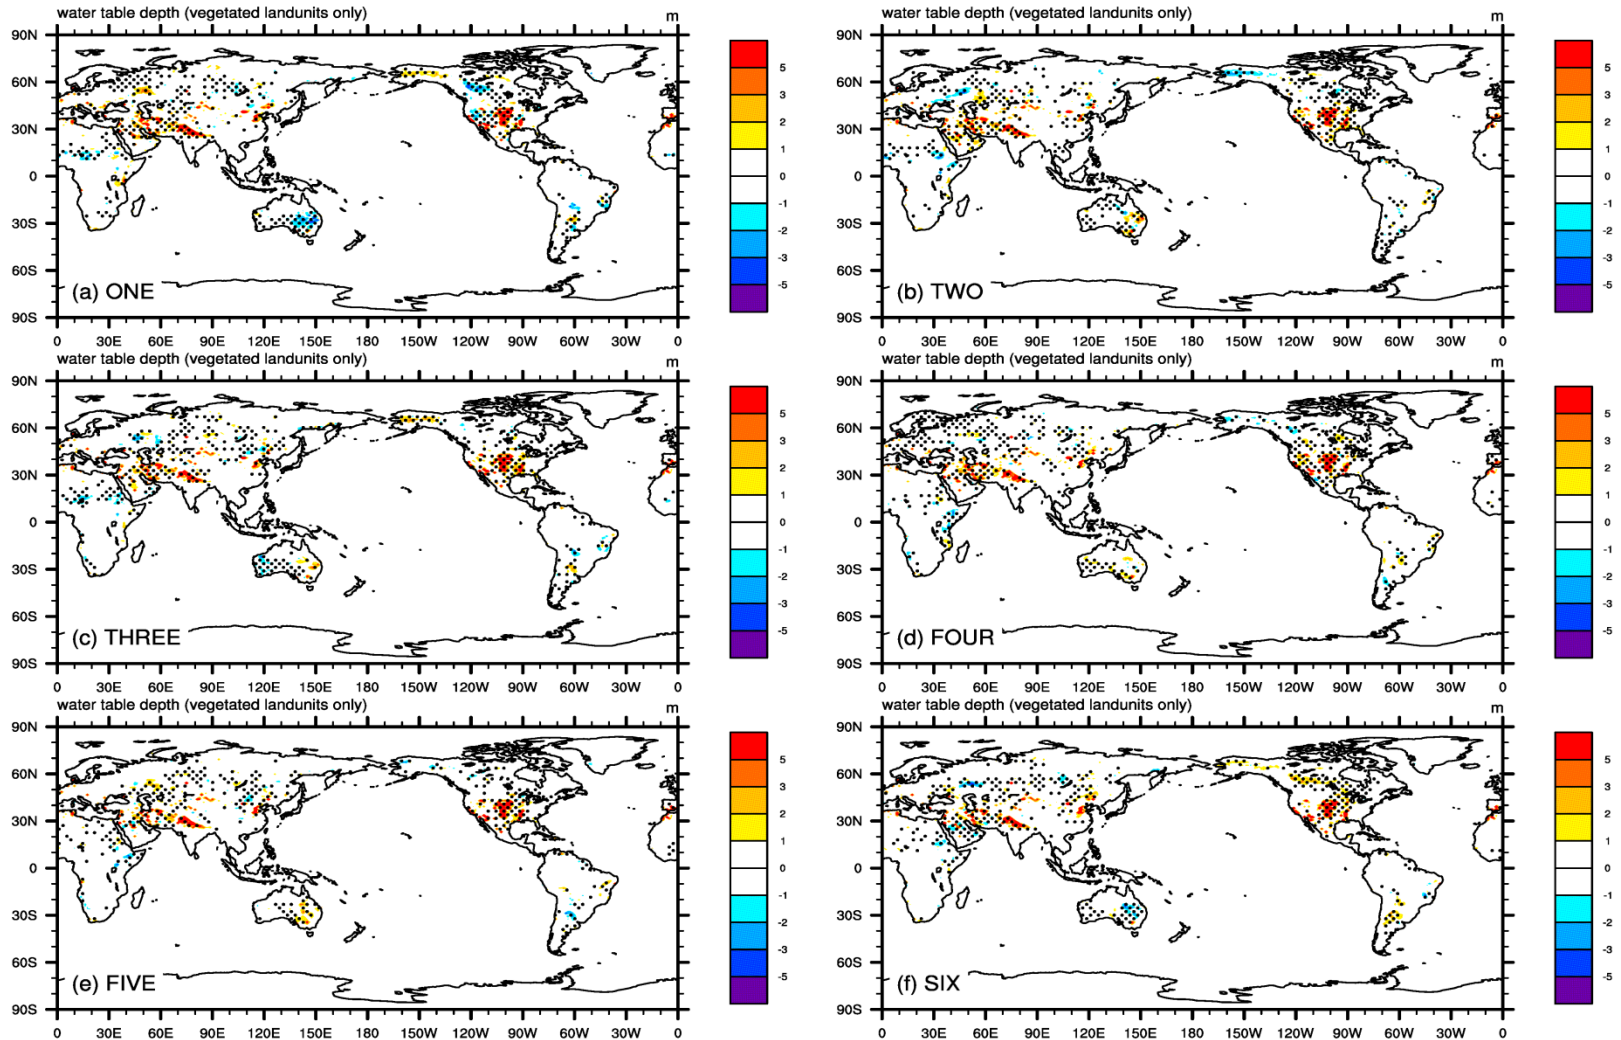 water table depth (vegetated landunits only) m
90N
60N
30N
0
30S
60S
90S
(a) ONE
0 30E 60E 90E 120E 150E 180 150W 120W 90W 60W 30W 0
5
3
2
1
0
-1
-2
-3
-5
water table depth (vegetated landunits only) m
90N
60N
30N
0
30S
60S
90S
(b) TWO
0 30E 60E 90E 120E 150E 180 150W 120W 90W 60W 30W 0
5
3
2
1
0
-1
-2
-3
-5
water table depth (vegetated landunits only) m
90N
60N
30N
0
30S
60S
90S
(c) THREE
0 30E 60E 90E 120E 150E 180 150W 120W 90W 60W 30W 0
5
3
2
1
0
-1
-2
-3
-5
water table depth (vegetated landunits only) m
90N
60N
30N
0
30S
60S
90S
(d) FOUR
0 30E 60E 90E 120E 150E 180 150W 120W 90W 60W 30W 0
5
3
2
1
0
-1
-2
-3
-5
water table depth (vegetated landunits only) m
90N
60N
30N
0
30S
60S
90S
(e) FIVE
0 30E 60E 90E 120E 150E 180 150W 120W 90W 60W 30W 0
5
3
2
1
0
-1
-2
-3
-5
water table depth (vegetated landunits only) m
90N
60N
30N
0
30S
60S
90S
(f) SIX
0 30E 60E 90E 120E 150E 180 150W 120W 90W 60W 30W 0
5
3
2
1
0
-1
-2
-3
-5